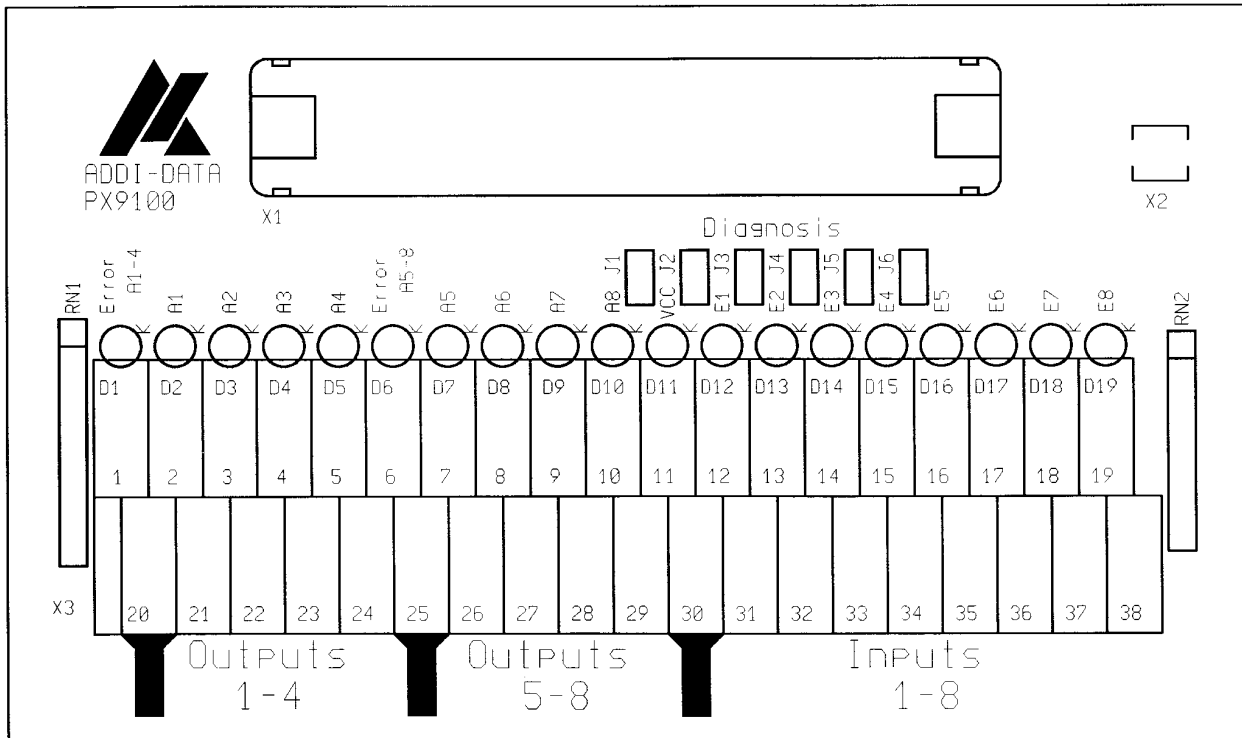 ADDI-DATA
PX9100
X1
X2
Diagnosis
J1 J2 J3 J4 J5 J6
RN1 Error A1-4 A1 A2 A3 A4 Error A5-8 A5 A6 A7 A8 VCC E1 E2 E3 E4 E5 E6 E7 E8 RN2
K K K K K K K K K K K K K K K K K K K
D1 D2 D3 D4 D5 D6 D7 D8 D9 D10 D11 D12 D13 D14 D15 D16 D17 D18 D19
1 2 3 4 5 6 7 8 9 10 11 12 13 14 15 16 17 18 19
X3 20 21 22 23 24 25 26 27 28 29 30 31 32 33 34 35 36 37 38
Outputs Outputs Inputs
1-4 5-8 1-8